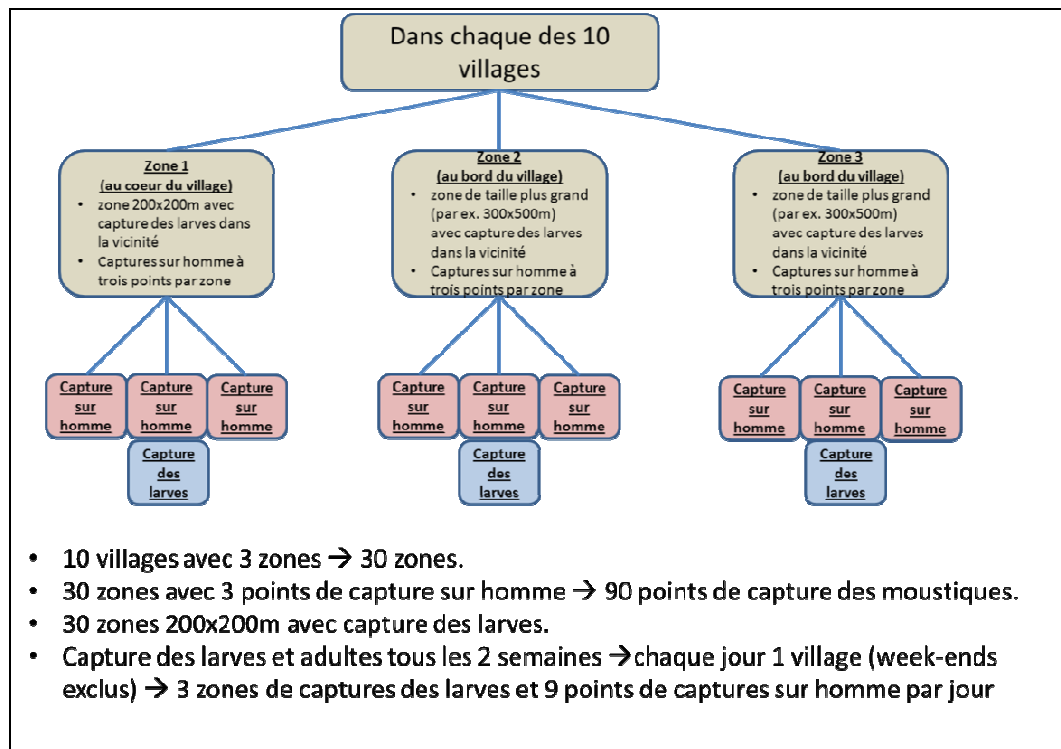 Dans chaque des 10
villages
Zone 1
(au coeur du village)
• zone 200x200m avec
capture des larves dans
la vicinité
• Captures sur homme à
trois points par zone
Zone 2
(au bord du village)
• zone de taille plus grand
(par ex. 300x500m)
avec capture des larves
dans la vicinité
• Captures sur homme à
trois points par zone
Zone 3
(au bord du village)
• zone de taille plus grand
(par ex. 300x500m)
avec capture des larves
dans la vicinité
• Captures sur homme à
trois points par zone
Capture
sur
homme
Capture
sur
homme
Capture
sur
homme
Capture
des
larves
Capture
sur
homme
Capture
sur
homme
Capture
sur
homme
Capture
des
larves
Capture
sur
homme
Capture
sur
homme
Capture
sur
homme
Capture
des
larves
• 10 villages avec 3 zones → 30 zones.
• 30 zones avec 3 points de capture sur homme → 90 points de capture des moustiques.
• 30 zones 200x200m avec capture des larves.
• Capture des larves et adultes tous les 2 semaines →chaque jour 1 village (week-ends
exclus) → 3 zones de captures des larves et 9 points de captures sur homme par jour